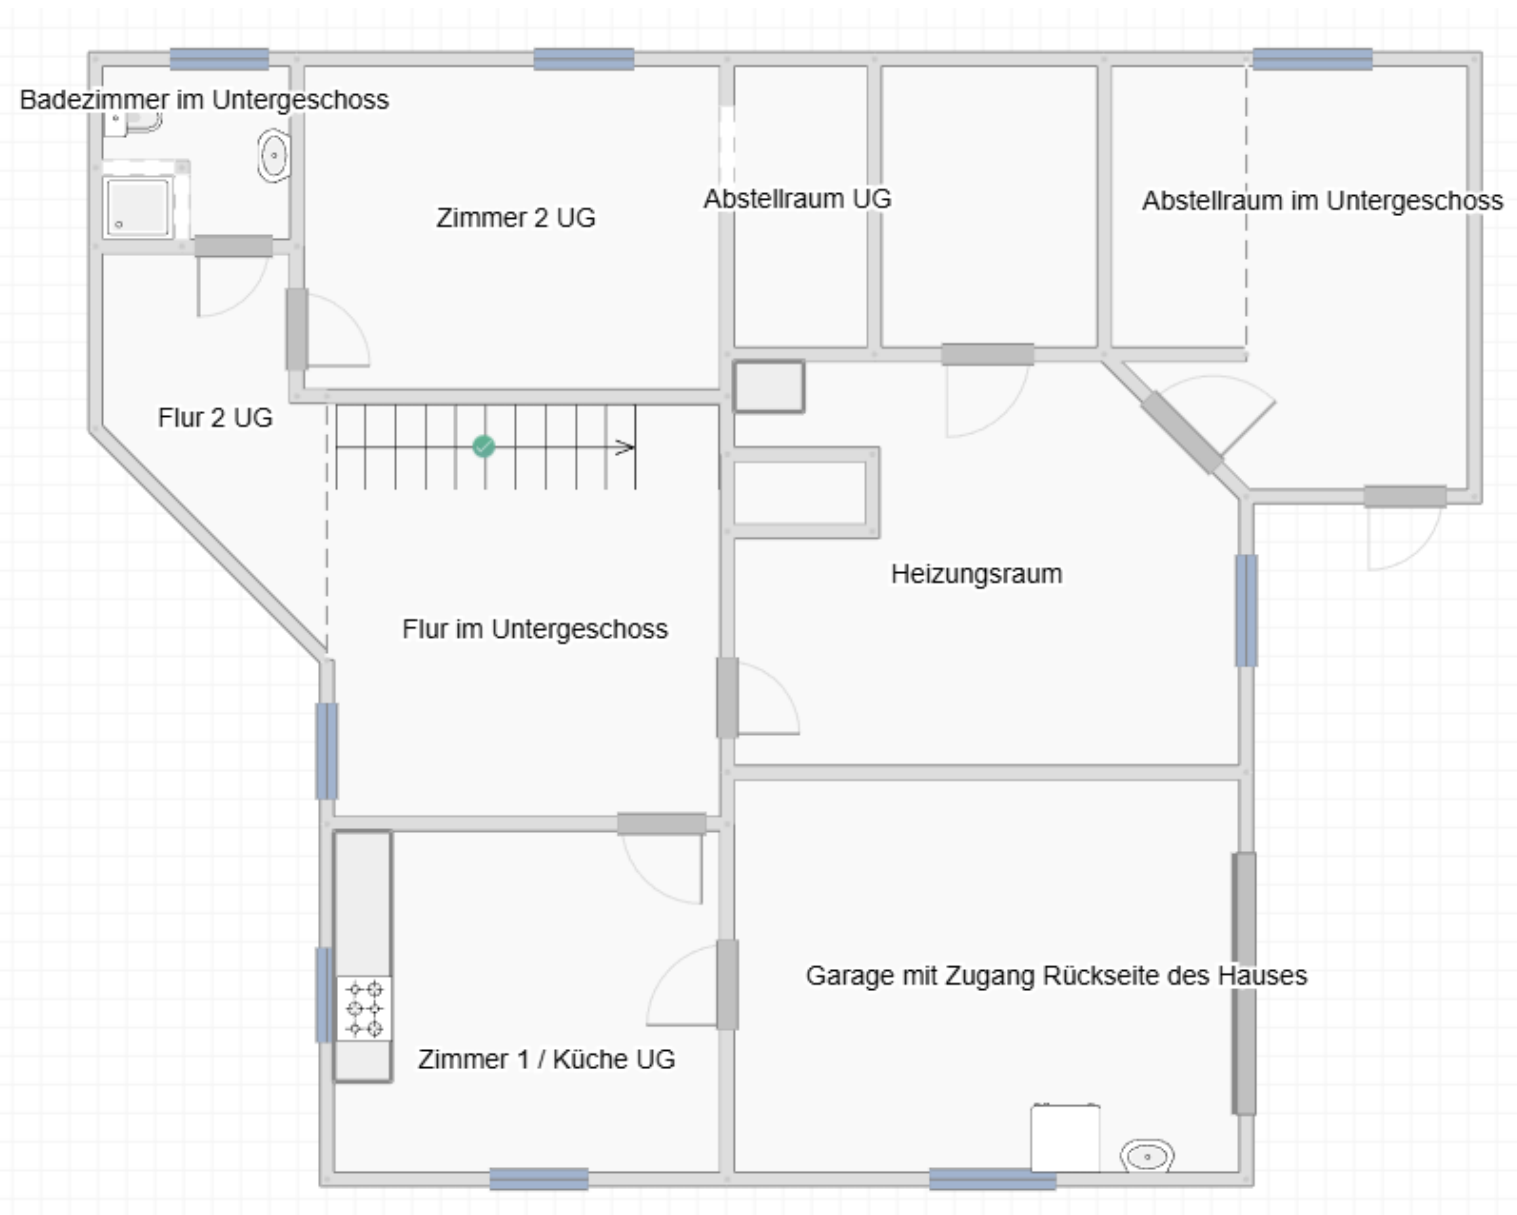 Badezimmer im Untergeschoss
Zimmer 2 UG
Abstellraum UG
Abstellraum im Untergeschoss
Flur 2 UG
Heizungsraum
Flur im Untergeschoss
Garage mit Zugang Rückseite des Hauses
Zimmer 1 / Küche UG